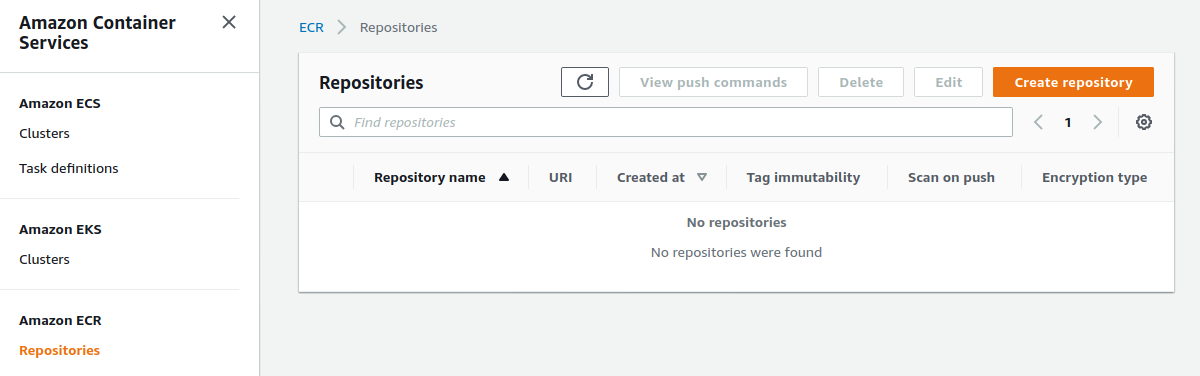 Amazon Container
Services
Amazon ECS
Clusters
Task definitions
Amazon EKS
Clusters
Amazon ECR
Repositories
ECR Repositories
Repositories View push commands Delete Edit Create repository
Find repositories 1
Repository name URI Created at Tag immutability Scan on push Encryption type
No repositories
No repositories were found